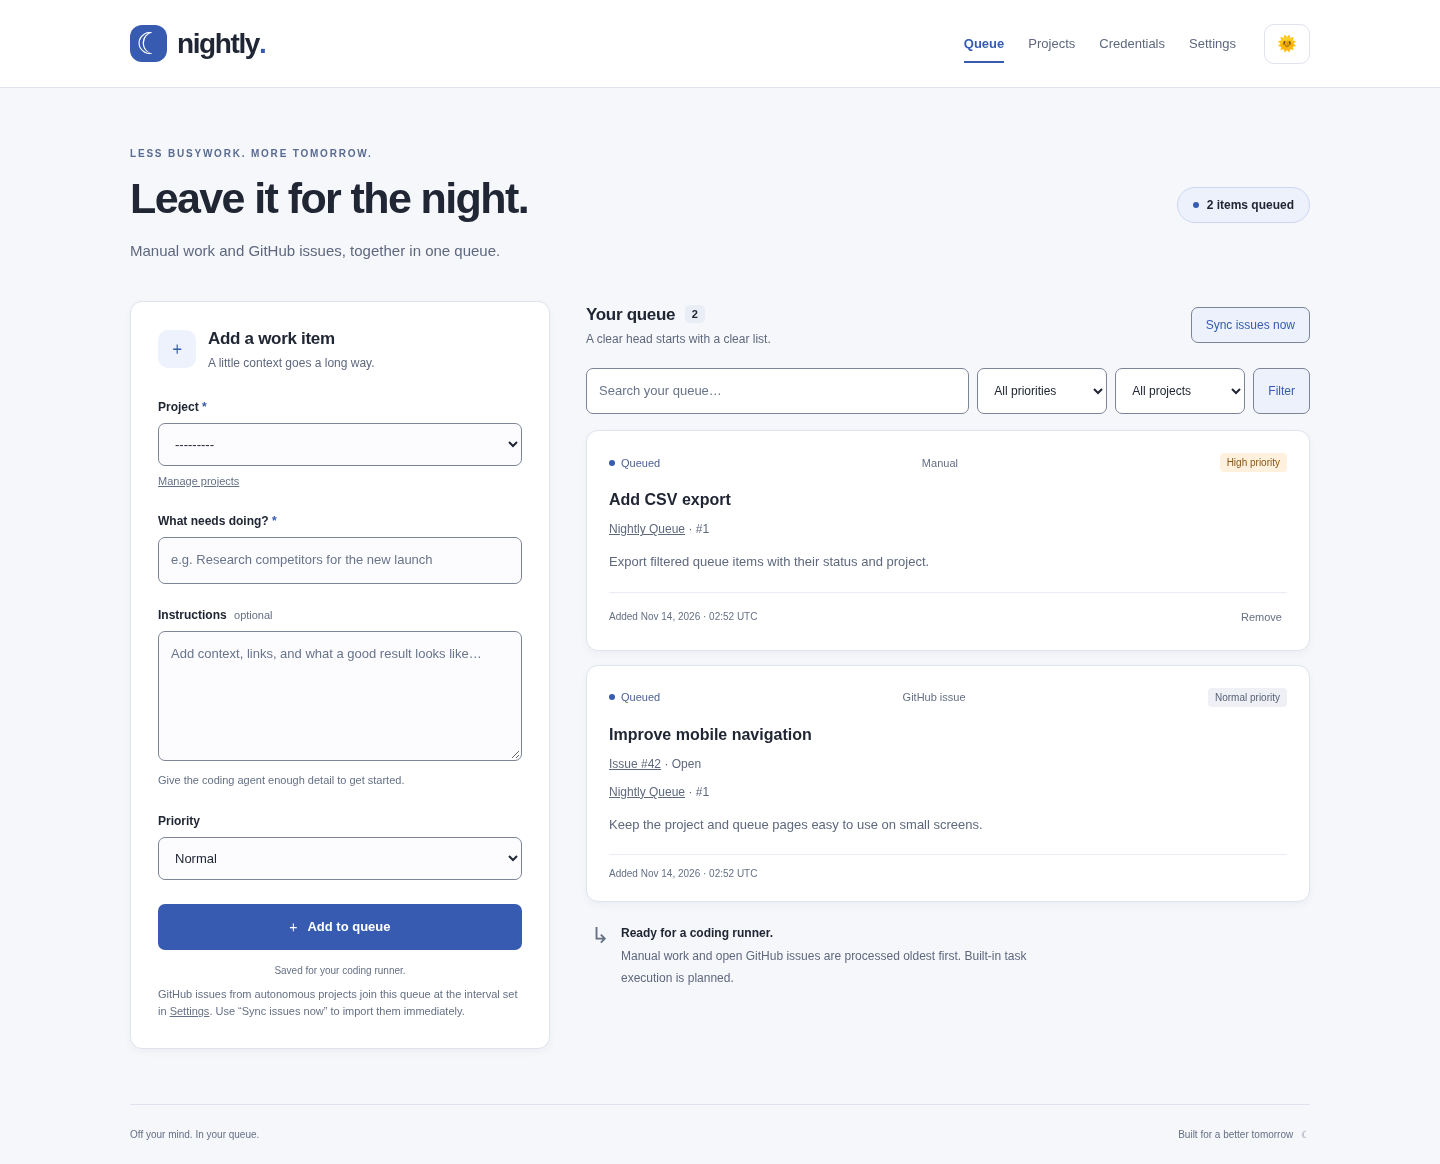 nightly.
Queue
Projects
Credentials
Settings
LESS BUSYWORK. MORE TOMORROW.
Leave it for the night.
2 items queued
Manual work and GitHub issues, together in one queue.
+
Add a work item
A little context goes a long way.
Project *
---------
Manage projects
What needs doing? *
e.g. Research competitors for the new launch
Instructions optional
Add context, links, and what a good result looks like…
Give the coding agent enough detail to get started.
Priority
Normal
+ Add to queue
Saved for your coding runner.
GitHub issues from autonomous projects join this queue at the interval set
in Settings. Use “Sync issues now” to import them immediately.
Your queue 2
A clear head starts with a clear list.
Sync issues now
Search your queue…
All priorities
All projects
Filter
Queued
Manual
High priority
Add CSV export
Nightly Queue · #1
Export filtered queue items with their status and project.
Added Nov 14, 2026 · 02:52 UTC
Remove
Queued
GitHub issue
Normal priority
Improve mobile navigation
Issue #42 · Open
Nightly Queue · #1
Keep the project and queue pages easy to use on small screens.
Added Nov 14, 2026 · 02:52 UTC
↳ Ready for a coding runner.
Manual work and open GitHub issues are processed oldest first. Built-in task
execution is planned.
Off your mind. In your queue.
Built for a better tomorrow ☾